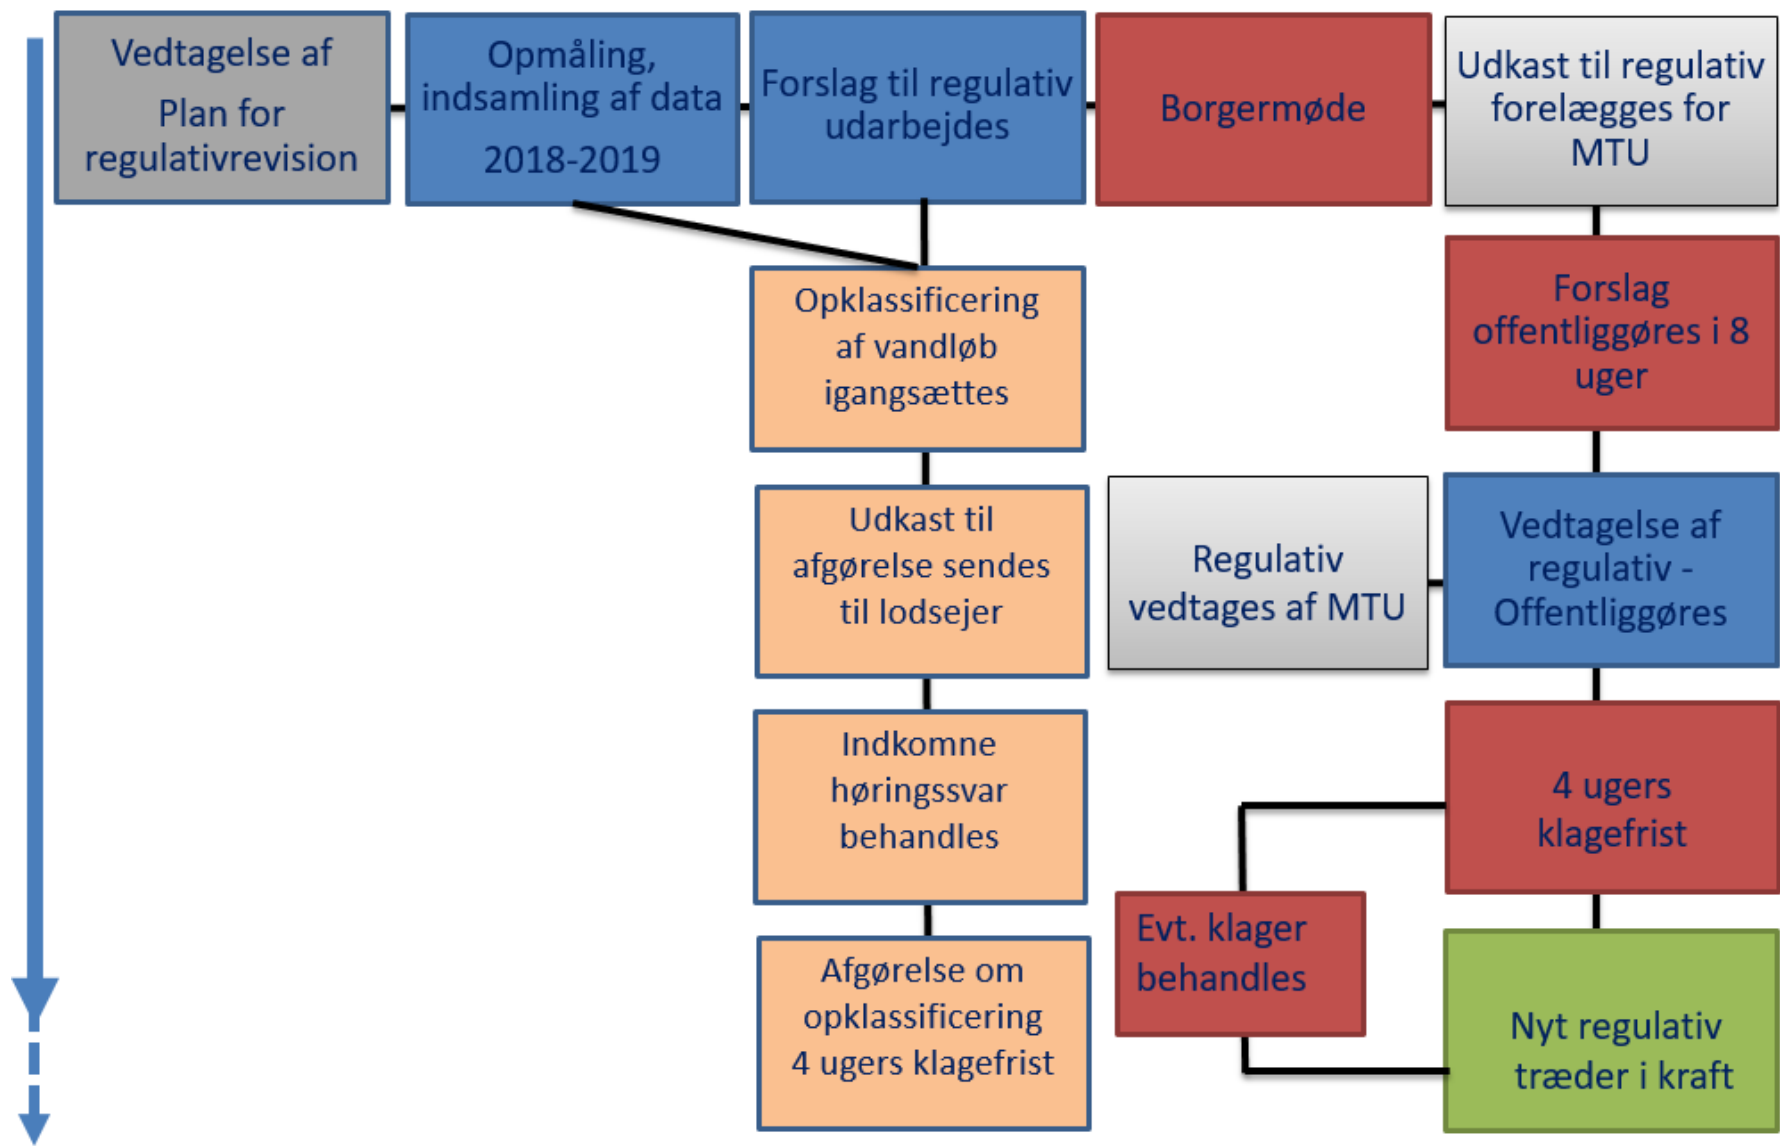 Vedtagelse af
Plan for
regulativrevision
Opmåling,
indsamling af data
2018-2019
Forslag til regulativ
udarbejdes
Borgermøde
Udkast til regulativ
forelægges for
MTU
Opklassificering
af vandløb
igangsættes
Forslag
offentliggøres i 8
uger
Udkast til
afgørelse sendes
til lodsejer
Regulativ
vedtages af MTU
Vedtagelse af
regulativ -
Offentliggøres
Indkomne
høringssvar
behandles
4 ugers
klagefrist
Evt. klager
behandles
Afgørelse om
opklassificering
4 ugers klagefrist
Nyt regulativ
træder i kraft